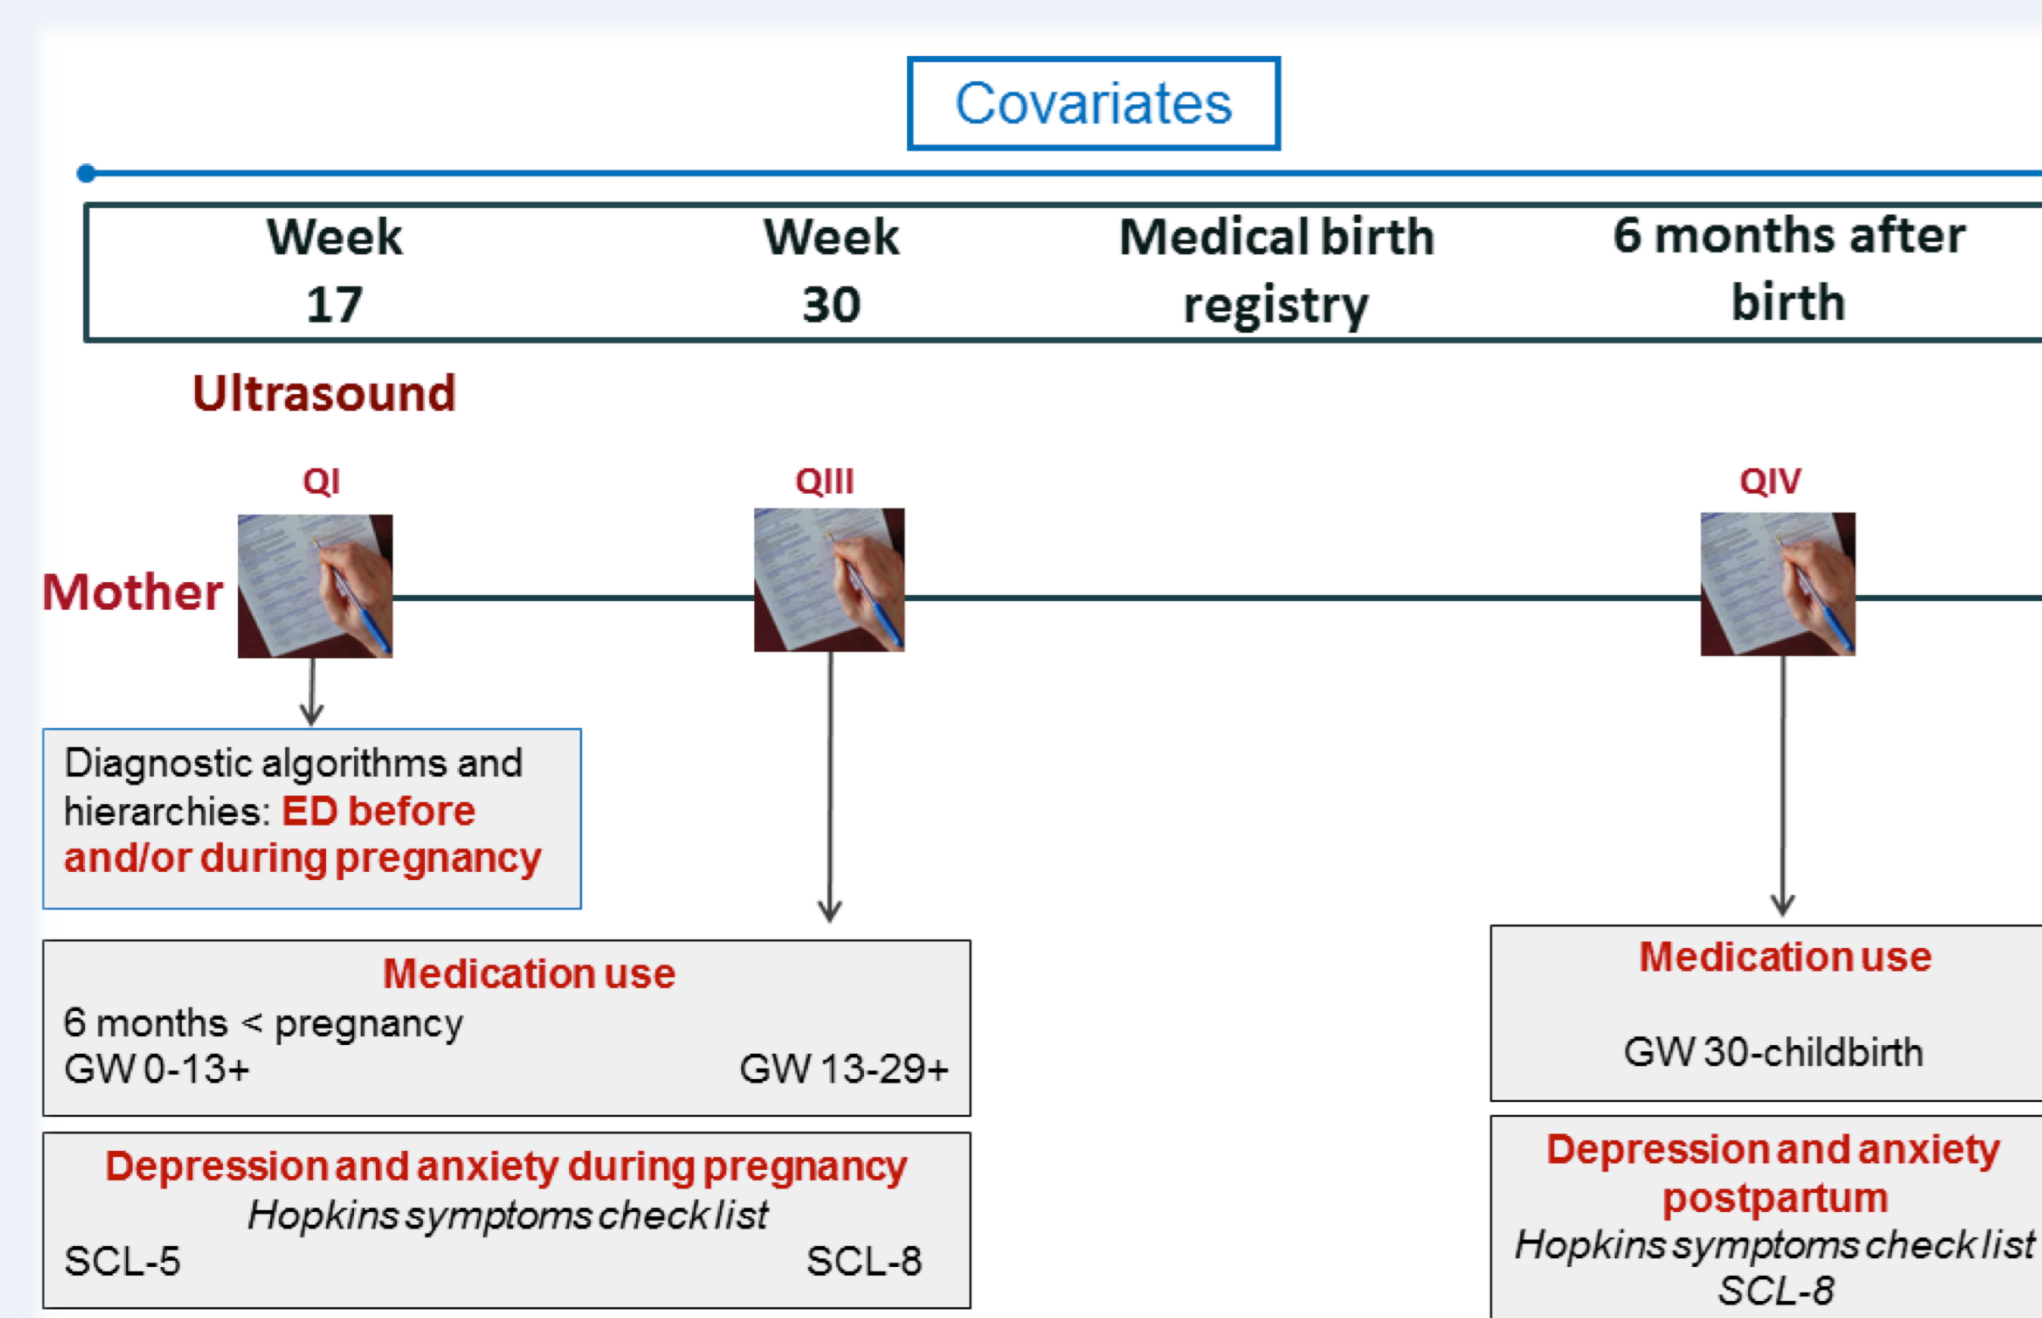 Covariates
Week
17
Week
30
Medical birth
registry
6 months after
birth
Ultrasound
QI
QIII
QIV
Mother
Diagnostic algorithms and
hierarchies: ED before
and/or during pregnancy
Medication use
6 months < pregnancy
GW 0-13+
GW 13-29+
Depression and anxiety during pregnancy
Hopkins symptoms check list
SCL-5
SCL-8
Medication use
GW 30-childbirth
Depression and anxiety
postpartum
Hopkins symptoms check list
SCL-8